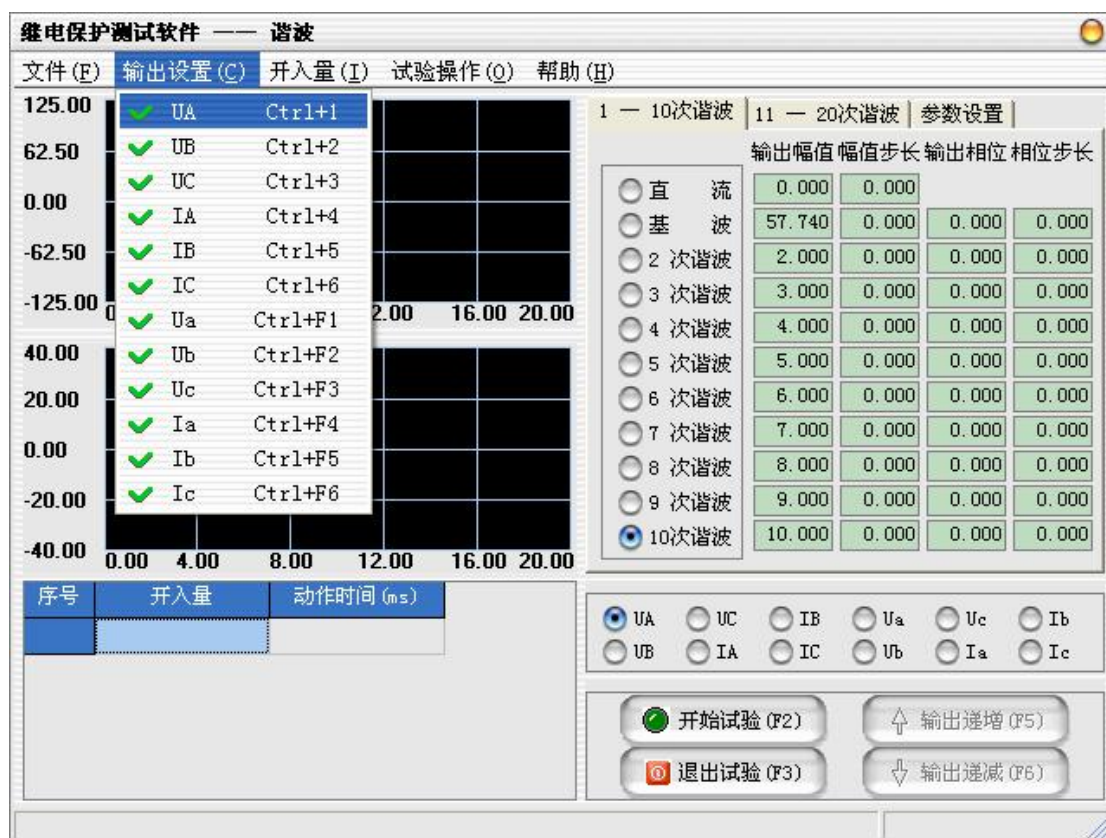 继电保护测试软件 —— 谐波
文件(F) 输出设置(C) 开入量(I) 试验操作(O) 帮助(H)
UA Ctrl+1
UB Ctrl+2
UC Ctrl+3
IA Ctrl+4
IB Ctrl+5
IC Ctrl+6
Ua Ctrl+F1
Ub Ctrl+F2
Uc Ctrl+F3
Ia Ctrl+F4
Ib Ctrl+F5
Ic Ctrl+F6
125.00
62.50
0.00
-62.50
-125.00
2.00 16.00 20.00
40.00
20.00
0.00
-20.00
-40.00
0.00 4.00 8.00 12.00 16.00 20.00
1 — 10次谐波 11 — 20次谐波 参数设置
输出幅值 幅值步长 输出相位 相位步长
直 流 0.000 0.000
基 波 57.740 0.000 0.000 0.000
2 次谐波 2.000 0.000 0.000 0.000
3 次谐波 3.000 0.000 0.000 0.000
4 次谐波 4.000 0.000 0.000 0.000
5 次谐波 5.000 0.000 0.000 0.000
6 次谐波 6.000 0.000 0.000 0.000
7 次谐波 7.000 0.000 0.000 0.000
8 次谐波 8.000 0.000 0.000 0.000
9 次谐波 9.000 0.000 0.000 0.000
10次谐波 10.000 0.000 0.000 0.000
序号 开入量 动作时间(ms)
UA UC IB Ua Uc Ib
UB IA IC Ub Ia Ic
开始试验(F2) 输出递增(F5)
退出试验(F3) 输出递减(F6)